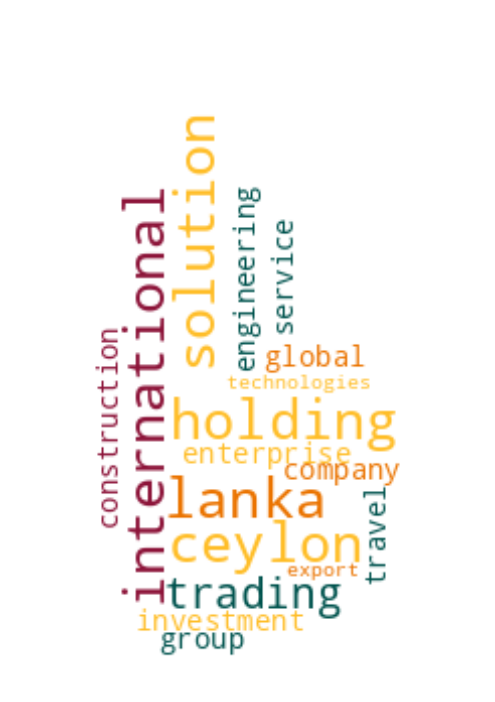 solution
international
engineering
service
construction
global
technologies
holding
enterprise
company
lanka
travel
ceylon
export
trading
investment
group